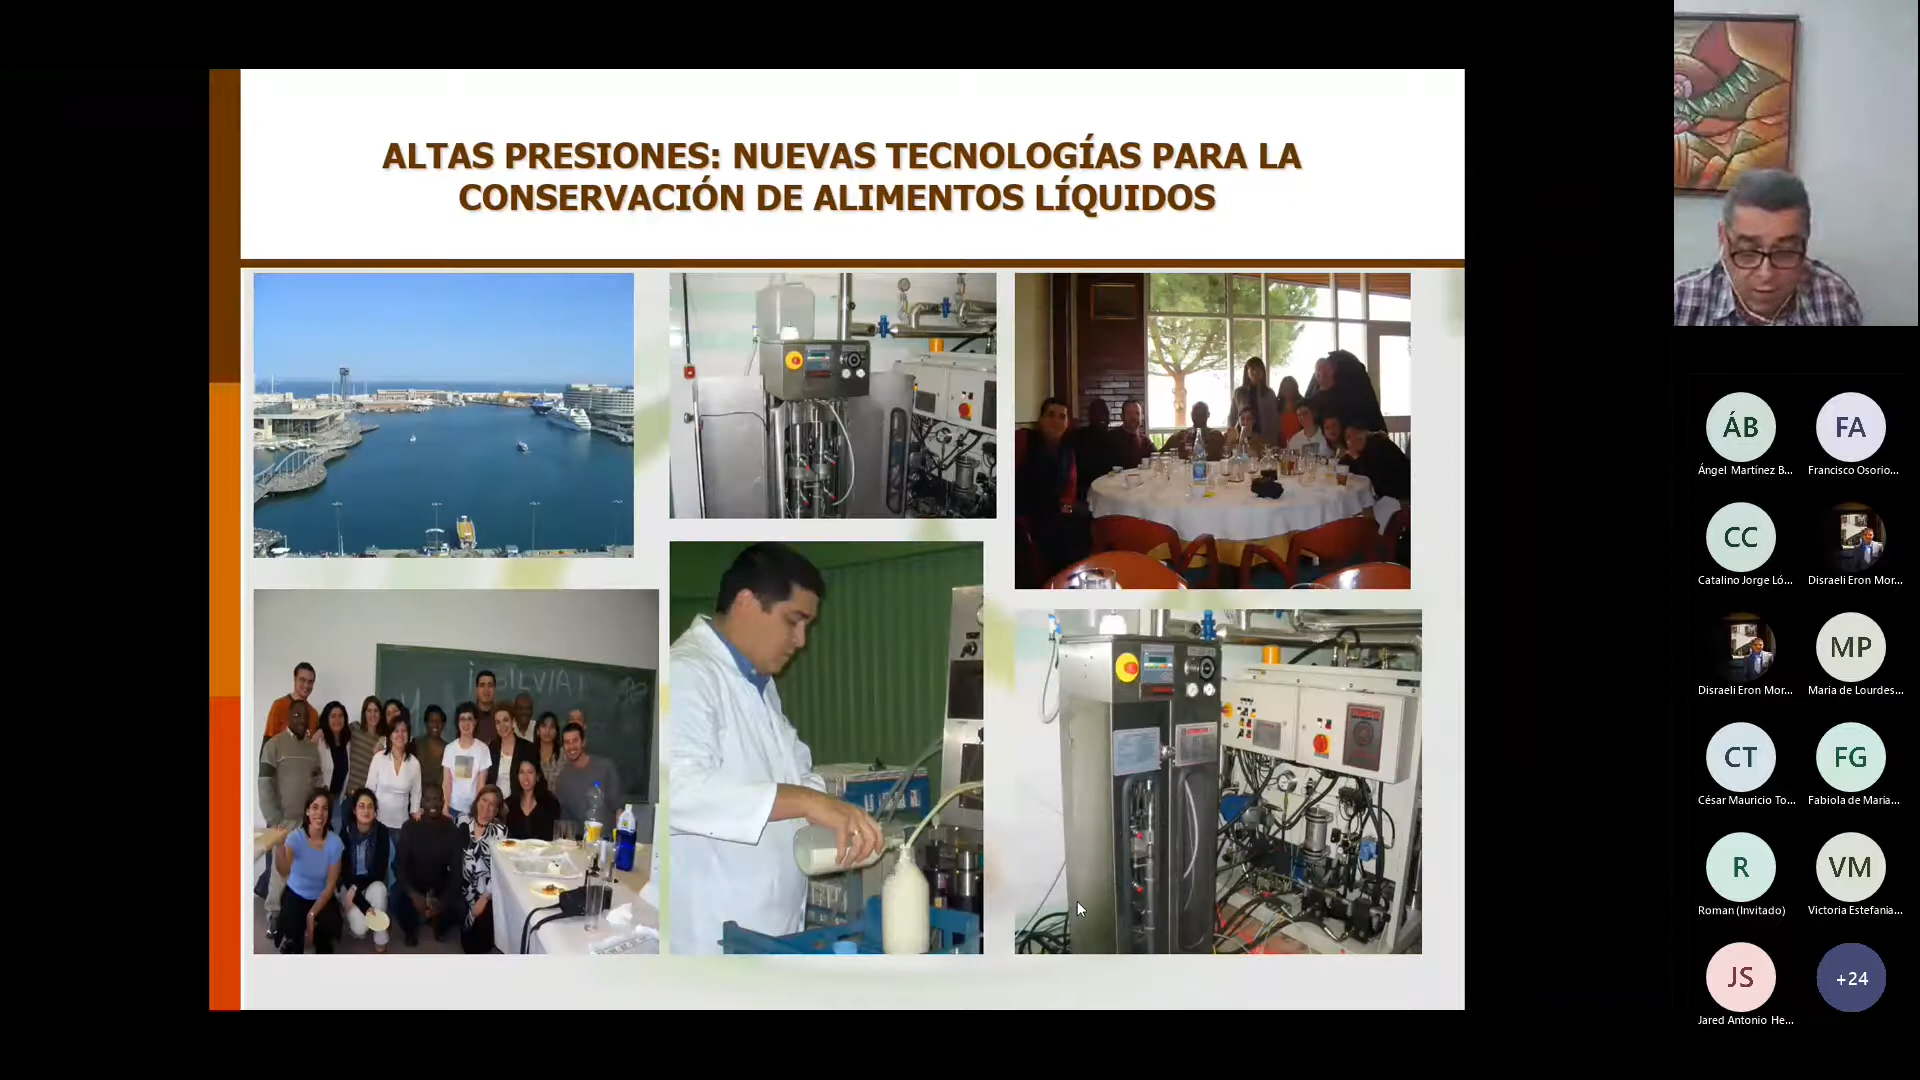 ALTAS PRESIONES: NUEVAS TECNOLOGÍAS PARA LA
CONSERVACIÓN DE ALIMENTOS LÍQUIDOS
¡SILVIA!
ÁB
Ángel Martínez B...
FA
Francisco Osorio...
CC
Catalino Jorge Ló...
Disraeli Eron Mor...
Disraeli Eron Mor...
MP
Maria de Lourdes...
CT
César Mauricio To...
FG
Fabiola de Maria...
R
Roman (Invitado)
VM
Victoria Estefania...
JS
Jared Antonio He...
+24